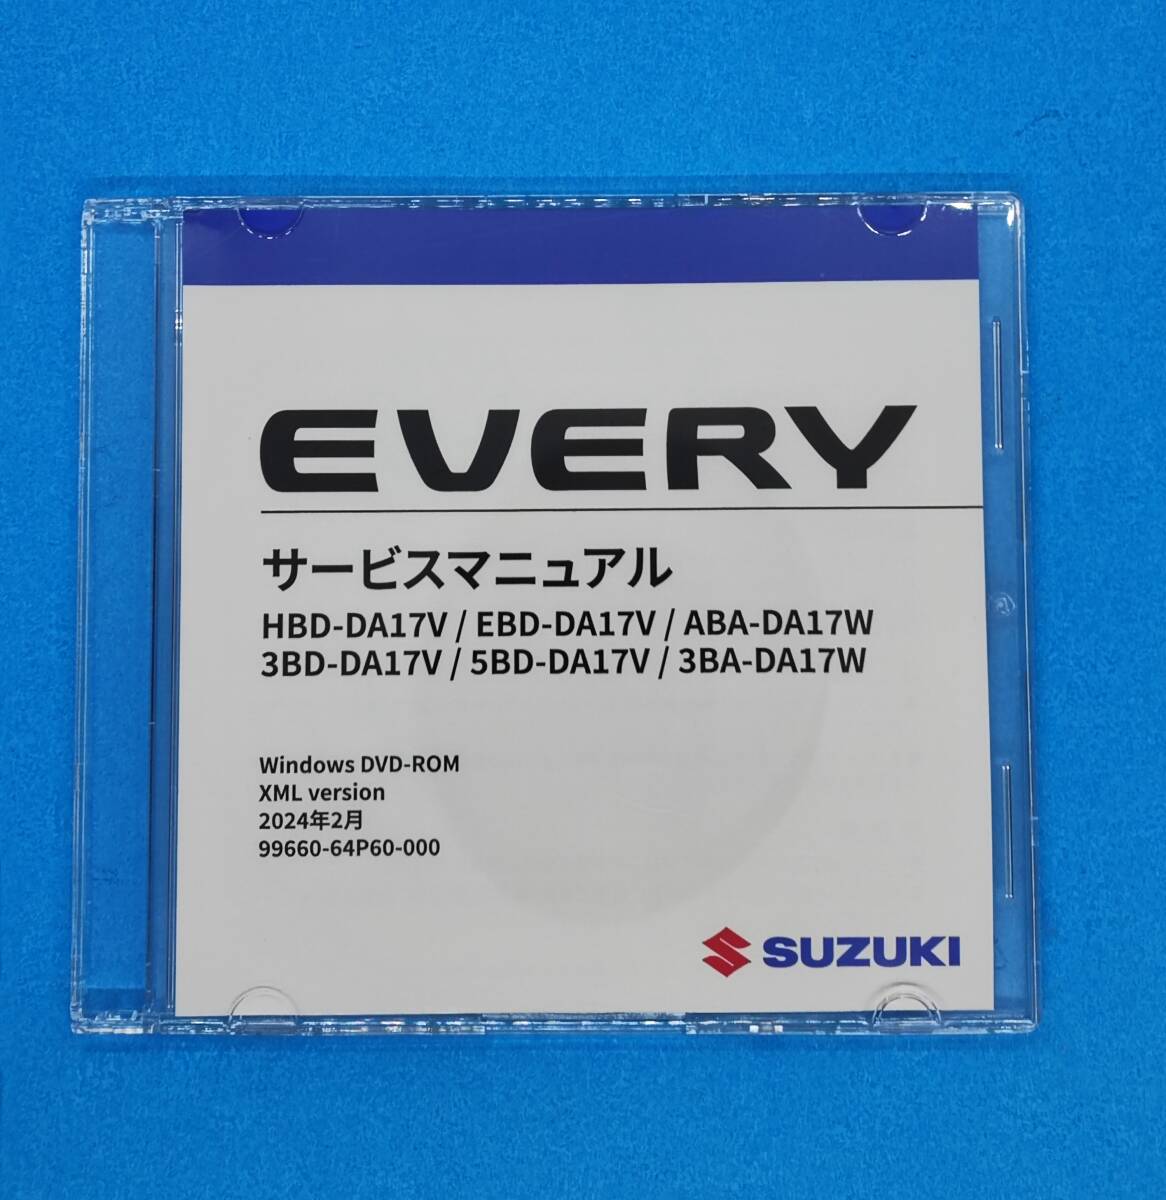 EVERY
サービスマニュアル
HBD-DA17V / EBD-DA17V / ABA-DA17W
3BD-DA17V / 5BD-DA17V / 3BA-DA17W
Windows DVD-ROM
XML version
2024年2月
99660-64P60-000
SUZUKI